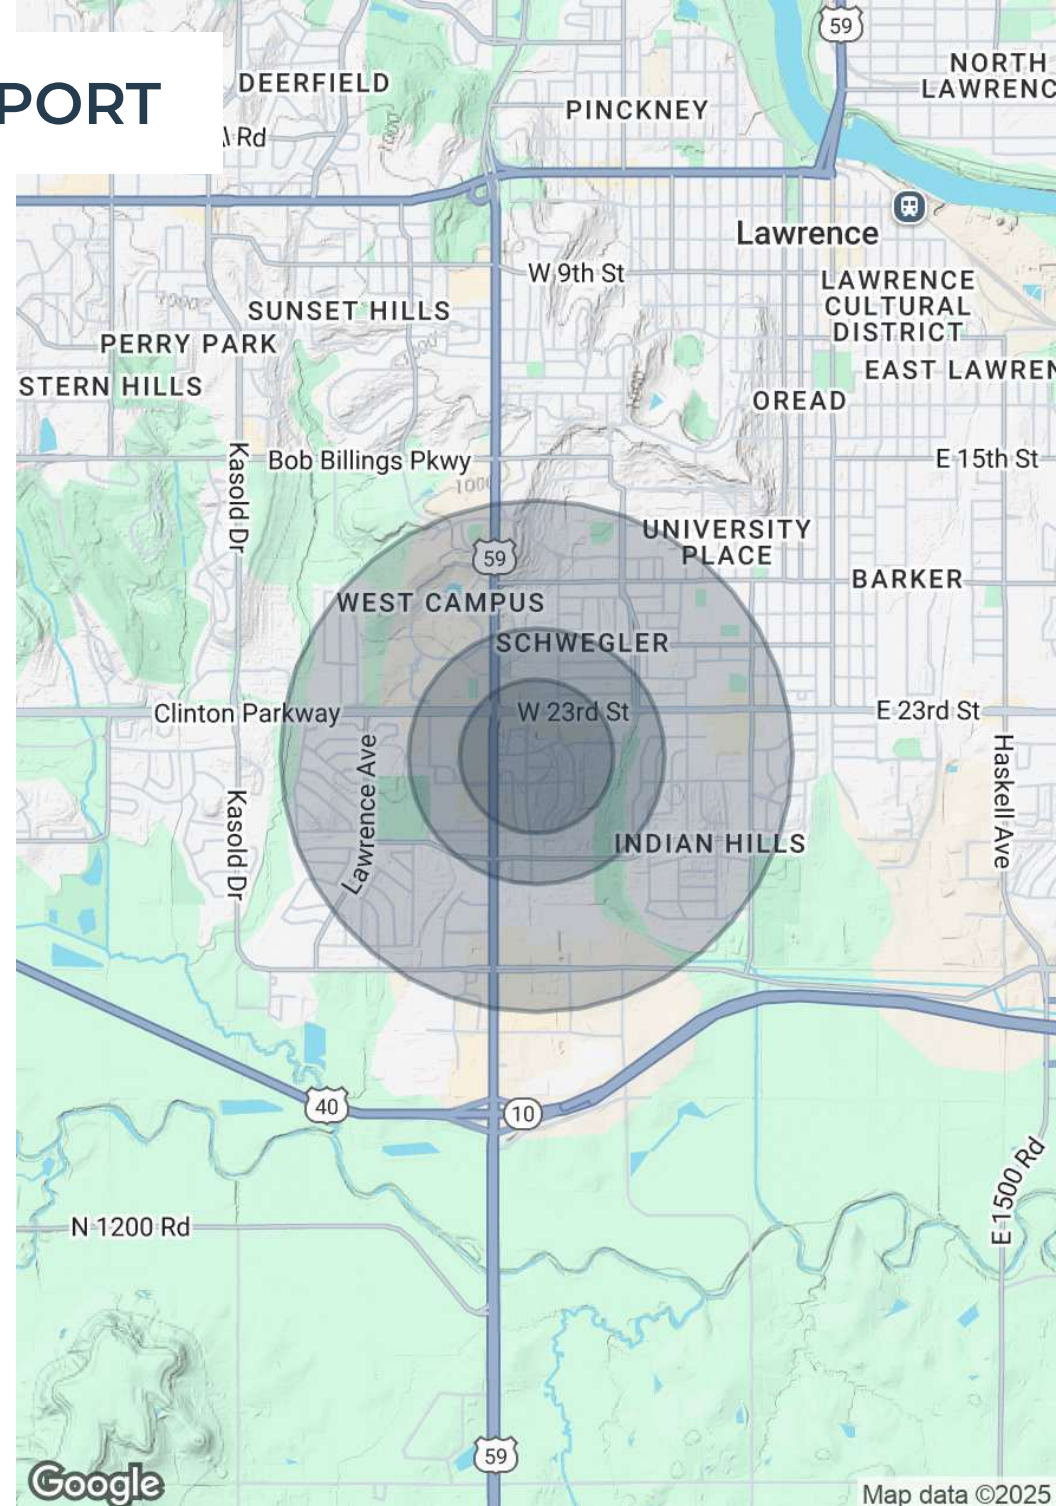 59
NORTH
LAWRENC
DEERFIELD
PORT
PINCKNEY
Rd
Lawrence
W 9th St
LAWRENCE
CULTURAL
DISTRICT
SUNSET HILLS
PERRY PARK
EAST LAWREN
STERN HILLS
OREAD
Kasold Dr
Bob Billings Pkwy
E 15th St
1000
UNIVERSITY
PLACE
59
BARKER
WEST CAMPUS
SCHWEGLER
Clinton Parkway
W 23rd St
E 23rd St
Lawrence Ave
Haskell Ave
Kasold Dr
INDIAN HILLS
40
10
E 1500 Rd
N 1200 Rd
59
Google
Map data ©2025